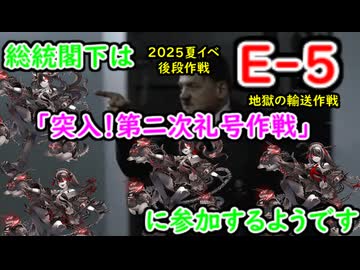 総統閣下は
2025夏イベ
後段作戦
E-5
地獄の輸送作戦
「突入!第二次礼号作戦」
に参加するようです